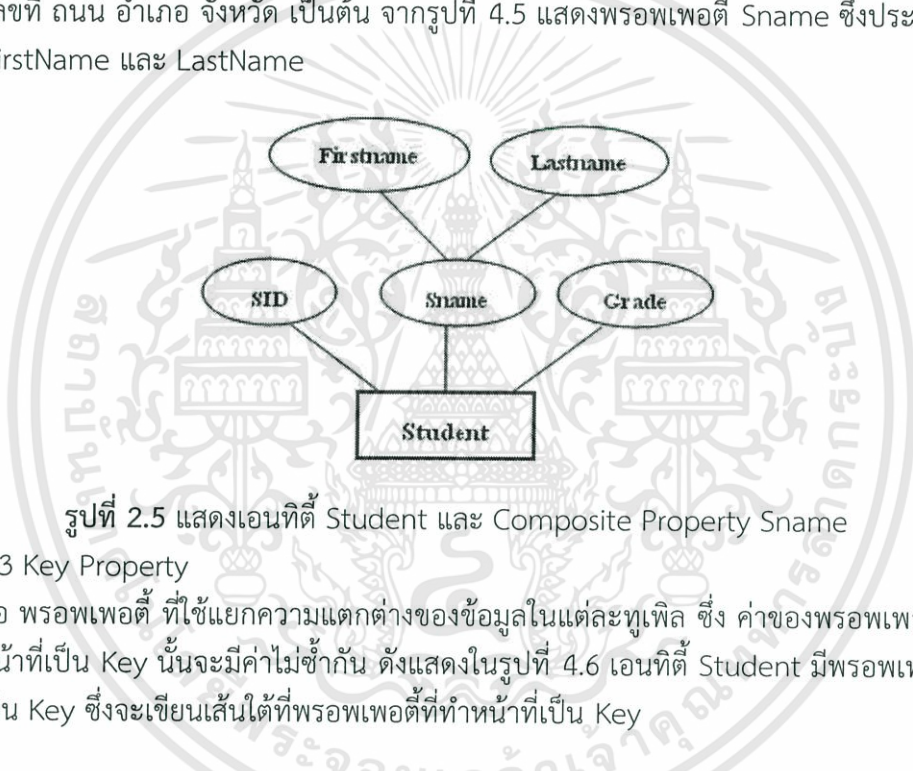 ลขที่ ถนน อำเภอ จังหวัด เป็นต้น จากรูปที่ 4.5 แสดงพรอพเพอตี้ Sname ซึ่งประ
irstName และ LastName
Firstname Lastname
SID Sname Grade
Student
รูปที่ 2.5 แสดงเอนทิตี้ Student และ Composite Property Sname
3 Key Property
อ พรอพเพอตี้ ที่ใช้แยกความแตกต่างของข้อมูลในแต่ละทูเพิล ซึ่ง ค่าของพรอพเพอ
น้าที่เป็น Key นั้นจะมีค่าไม่ซ้ำกัน ดังแสดงในรูปที่ 4.6 เอนทิตี้ Student มีพรอพเพ
น Key ซึ่งจะเขียนเส้นใต้ที่พรอพเพอตี้ที่ทำหน้าที่เป็น Key